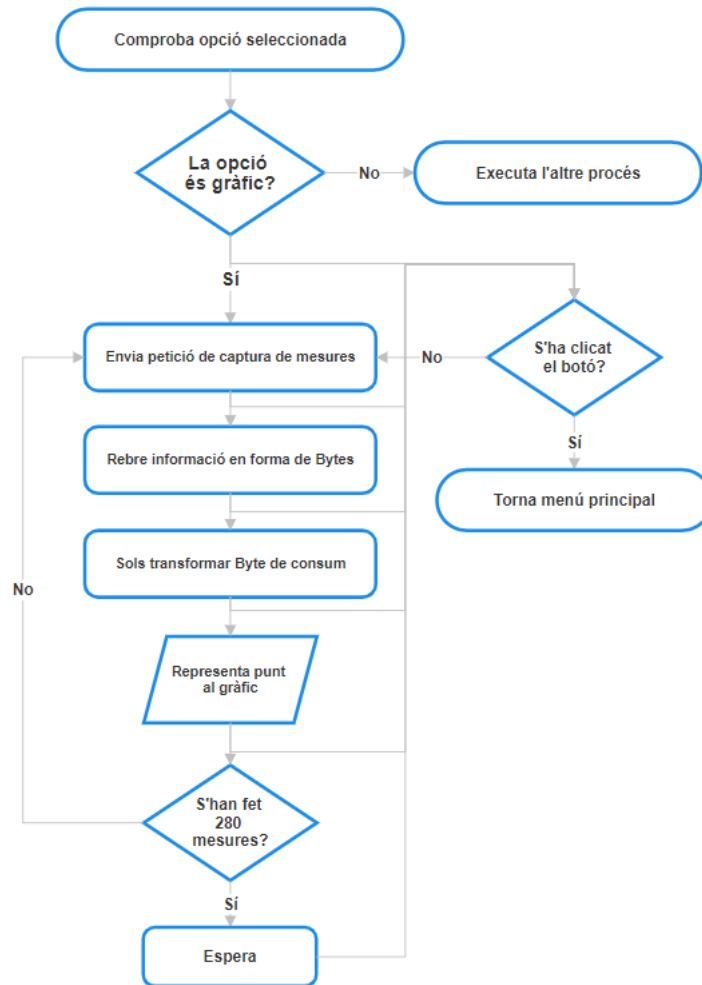 Comproba opció seleccionada
La opció
és gràfic?
No
Executa l'altre procés
Sí
Envia petició de captura de mesures
No
S'ha clicat
el botó?
Sí
Rebre informació en forma de Bytes
Torna menú principal
Sols transformar Byte de consum
No
Representa punt
al gràfic
S'han fet
280
mesures?
Sí
Espera